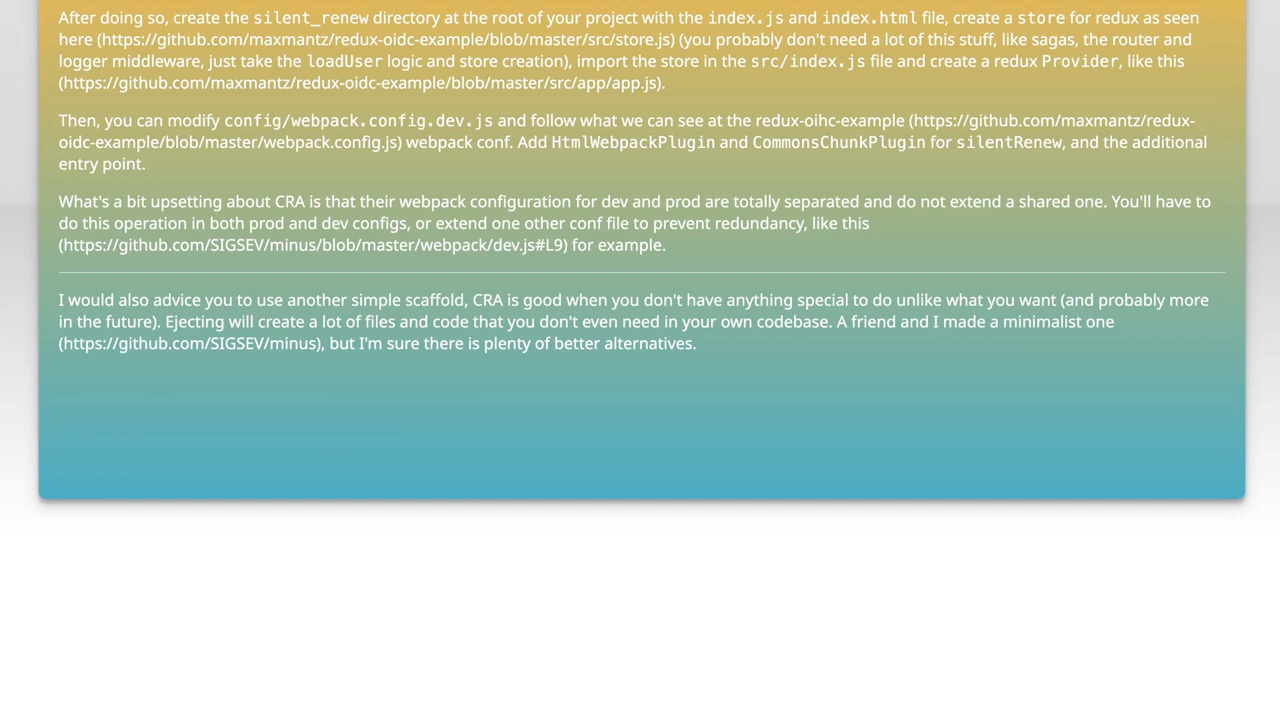 After doing so, create the silent_renew directory at the root of your project with the index.js and index.html file, create a store for redux as seen
here (https://github.com/maxmantz/redux-oidc-example/blob/master/src/store.js) (you probably don't need a lot of this stuff, like sagas, the router and
logger middleware, just take the loadUser logic and store creation), import the store in the src/index.js file and create a redux Provider, like this
(https://github.com/maxmantz/redux-oidc-example/blob/master/src/app/app.js).
Then, you can modify config/webpack.config.dev.js and follow what we can see at the redux-oihc-example (https://github.com/maxmantz/redux-
oidc-example/blob/master/webpack.config.js) webpack conf. Add HtmlWebpackPlugin and CommonsChunkPlugin for silentRenew, and the additional
entry point.
What's a bit upsetting about CRA is that their webpack configuration for dev and prod are totally separated and do not extend a shared one. You'll have to
do this operation in both prod and dev configs, or extend one other conf file to prevent redundancy, like this
(https://github.com/SIGSEV/minus/blob/master/webpack/dev.js#L9) for example.
I would also advice you to use another simple scaffold, CRA is good when you don't have anything special to do unlike what you want (and probably more
in the future). Ejecting will create a lot of files and code that you don't even need in your own codebase. A friend and I made a minimalist one
(https://github.com/SIGSEV/minus), but I'm sure there is plenty of better alternatives.